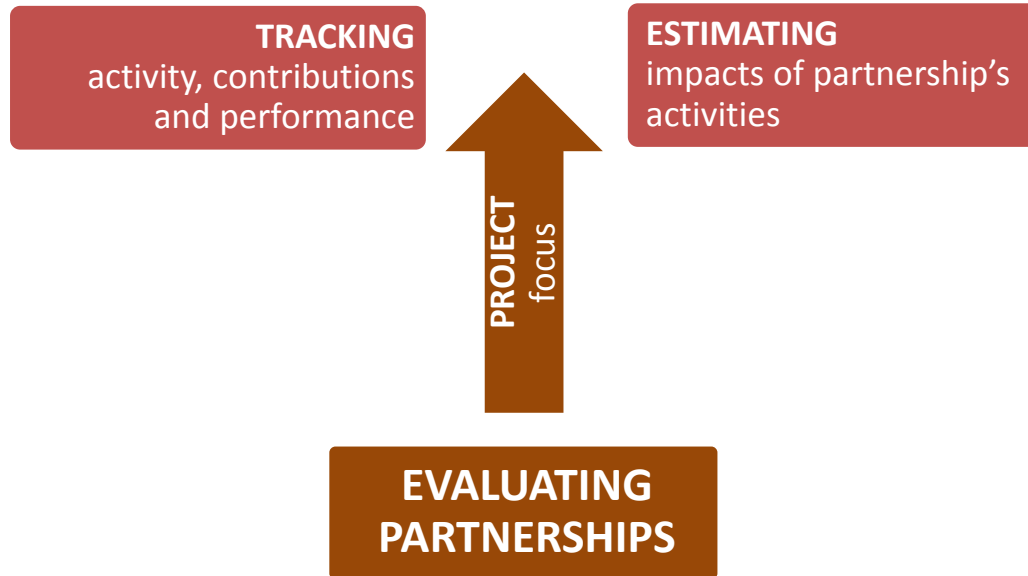 TRACKING
activity, contributions
and performance
ESTIMATING
impacts of partnership's
activities
PROJECT
focus
EVALUATING
PARTNERSHIPS